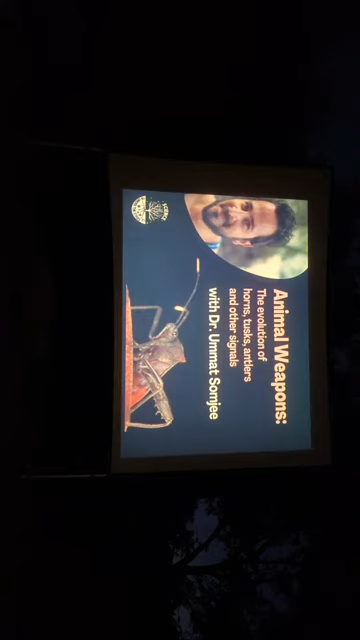 Animal Weapons:
The evolution of
horns, tusks, antlers
and other signals
with Dr. Ummat Somjee